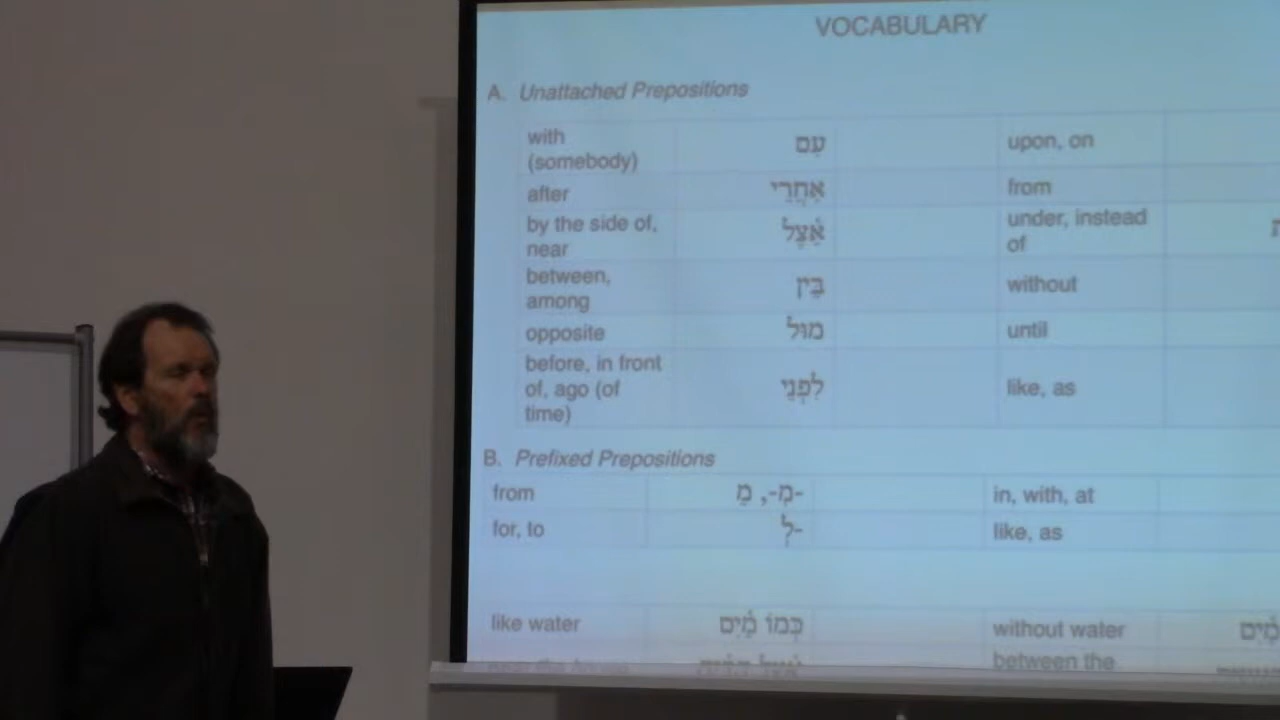 VOCABULARY
A. Unattached Prepositions
with (somebody) עִם upon, on
after אַחֲרֵי from
by the side of, near אֵ֫צֶל under, instead of
between, among בֵּין without
opposite מוּל until
before, in front of, ago (of time) לִפְנֵי like, as
B. Prefixed Prepositions
from מִ-, מֵ- in, with, at
for, to לְ- like, as
like water כְּמוֹ מַ֫יִם without water מַ֫יִם
between the